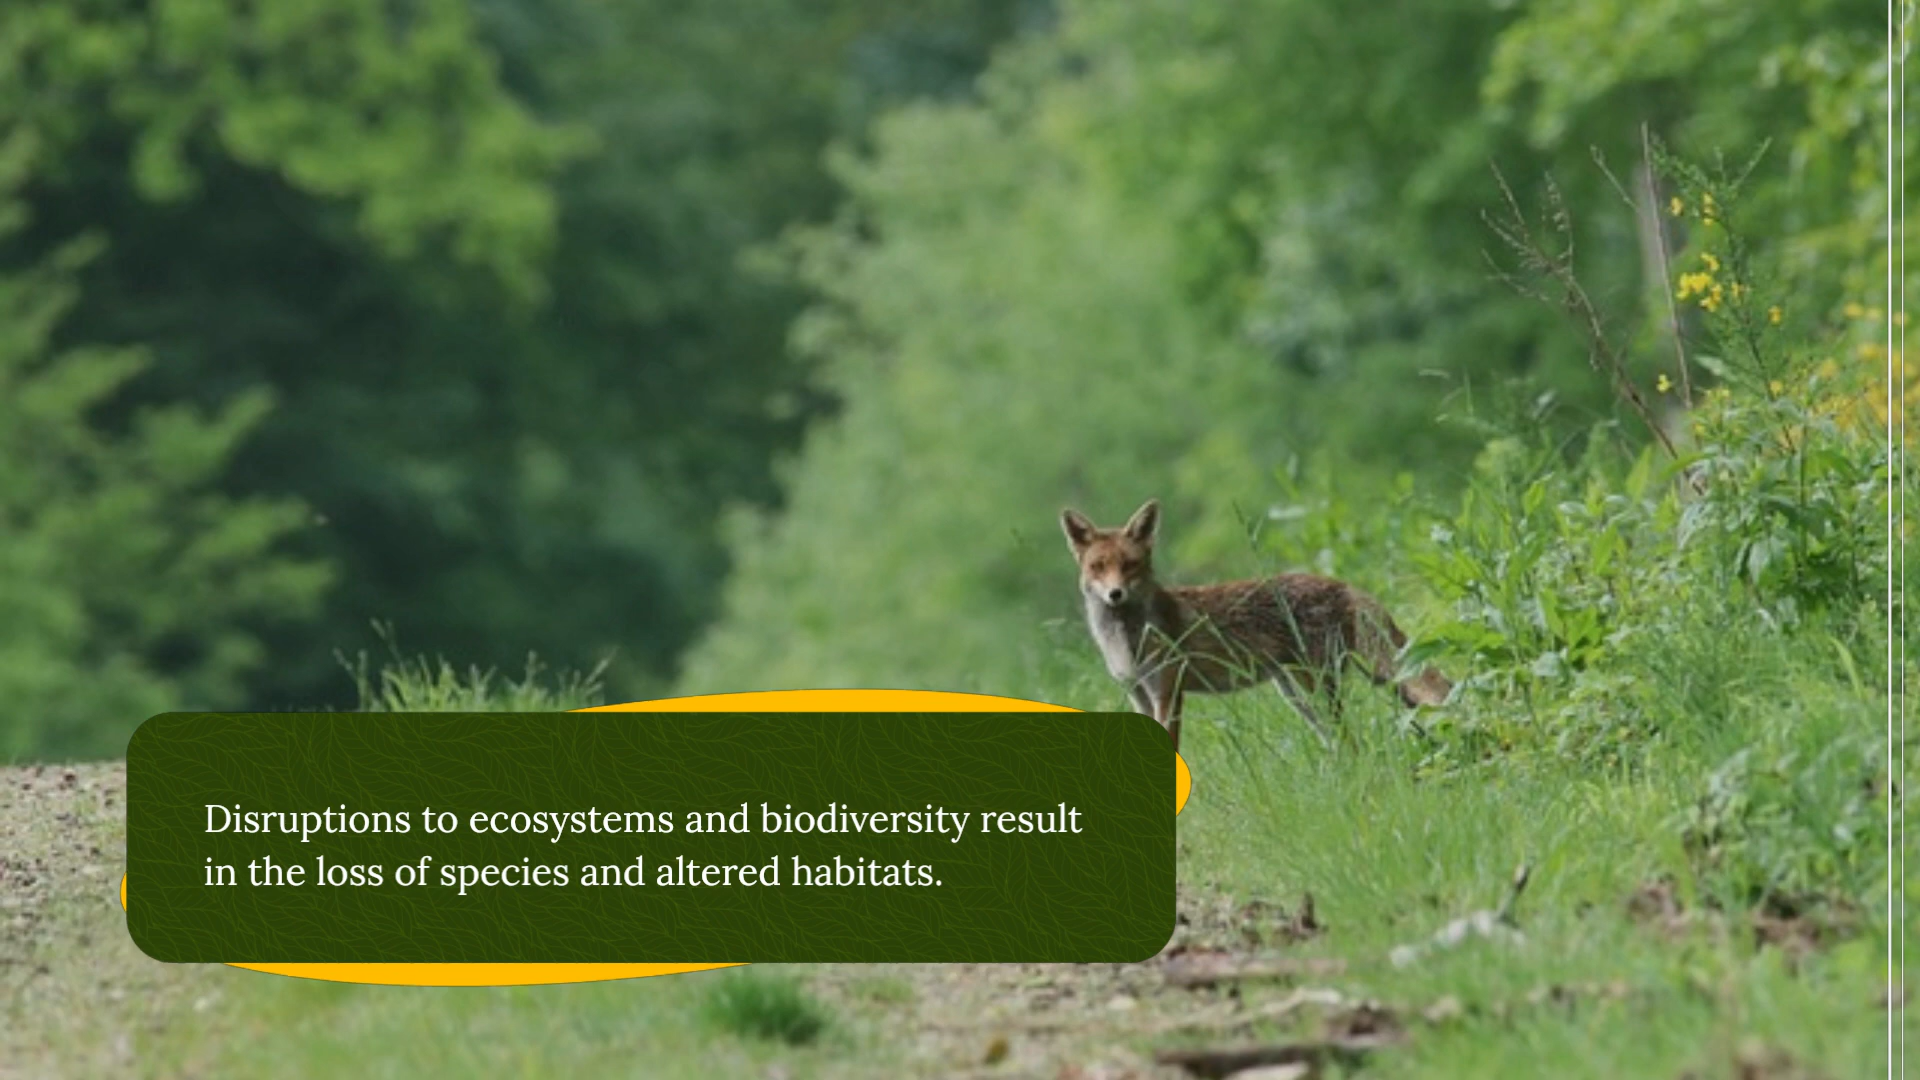 Disruptions to ecosystems and biodiversity result
in the loss of species and altered habitats.